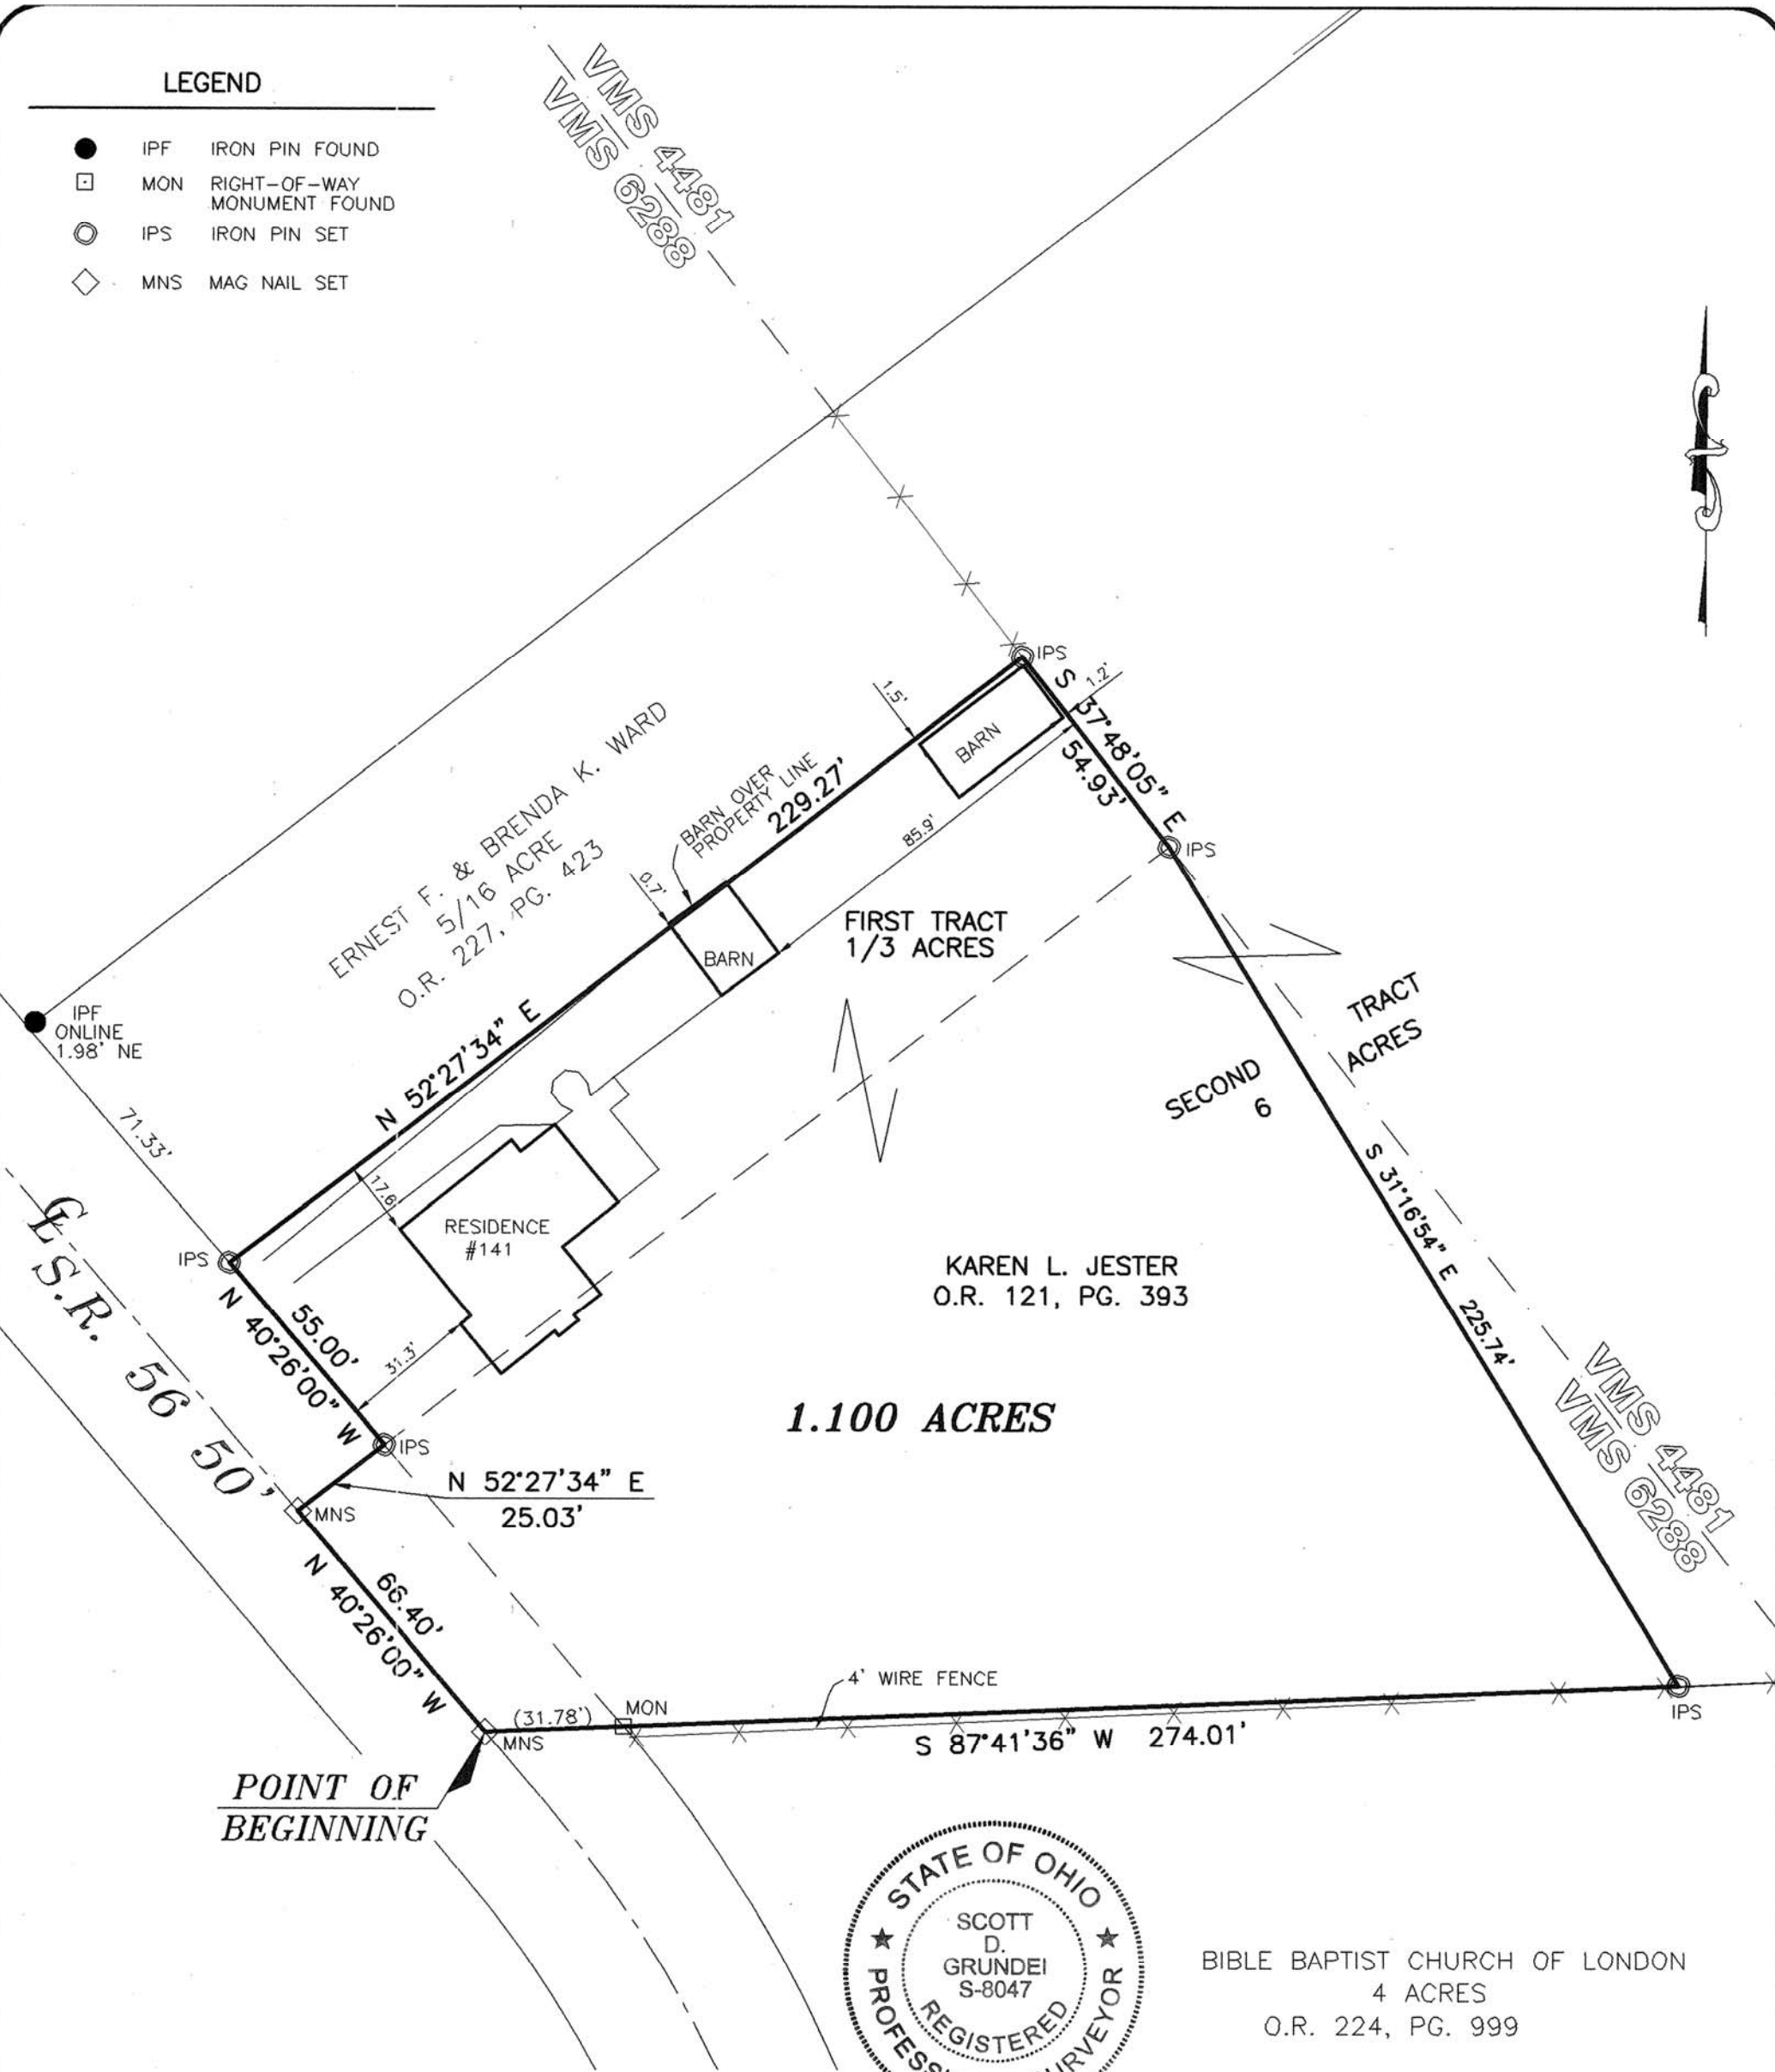 LEGEND
IPF IRON PIN FOUND
MON RIGHT-OF-WAY
MONUMENT FOUND
IPS IRON PIN SET
MNS MAG NAIL SET
VMS 4481
VMS 6288
IPS
S 37°48'05" E
54.93'
1.2'
1.5'
BARN
IPS
85.9'
229.27'
BARN OVER
PROPERTY LINE
0.7'
BARN
ERNEST F. & BRENDA K. WARD
5/16 ACRE
O.R. 227, PG. 423
FIRST TRACT
1/3 ACRES
TRACT
ACRES
SECOND
6
IPF
ONLINE
1.98' NE
N 52°27'34" E
71.33'
17.6'
RESIDENCE
#141
S 31°16'54" E 225.74'
KAREN L. JESTER
O.R. 121, PG. 393
IPS
55.00'
N 40°26'00" W
31.3'
℄ S.R. 56 50'
1.100 ACRES
IPS
N 52°27'34" E
25.03'
MNS
66.40'
N 40°26'00" W
VMS 4481
VMS 6288
4' WIRE FENCE
(31.78')
MON
MNS
S 87°41'36" W 274.01'
IPS
POINT OF
BEGINNING
STATE OF OHIO
SCOTT
D.
GRUNDEI
S-8047
REGISTERED
BIBLE BAPTIST CHURCH OF LONDON
4 ACRES
O.R. 224, PG. 999